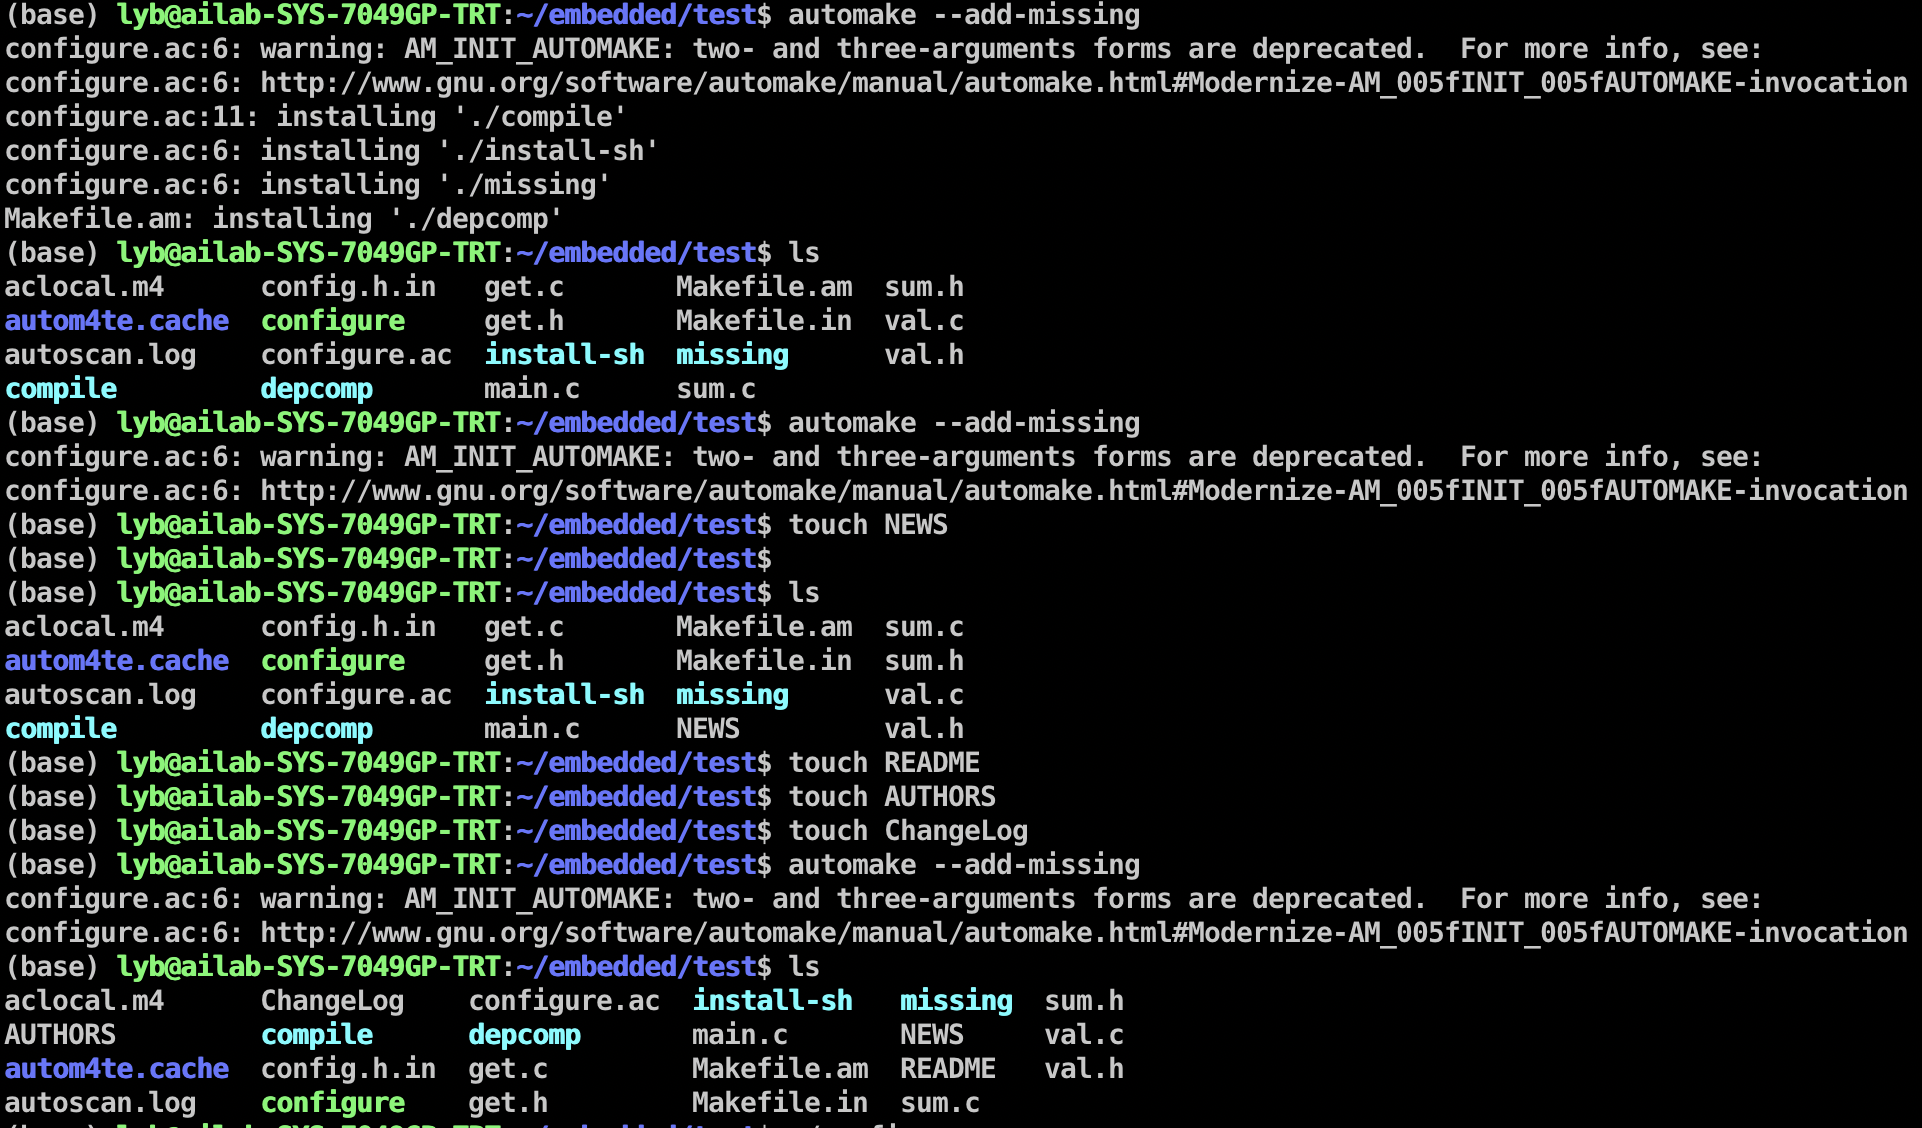 (base) lyb@ailab-SYS-7049GP-TRT:~/embedded/test$ automake --add-missing
configure.ac:6: warning: AM_INIT_AUTOMAKE: two- and three-arguments forms are deprecated.  For more info, see:
configure.ac:6: http://www.gnu.org/software/automake/manual/automake.html#Modernize-AM_005fINIT_005fAUTOMAKE-invocation
configure.ac:11: installing './compile'
configure.ac:6: installing './install-sh'
configure.ac:6: installing './missing'
Makefile.am: installing './depcomp'
(base) lyb@ailab-SYS-7049GP-TRT:~/embedded/test$ ls
aclocal.m4      config.h.in   get.c       Makefile.am  sum.h
autom4te.cache  configure     get.h       Makefile.in  val.c
autoscan.log    configure.ac  install-sh  missing      val.h
compile         depcomp       main.c      sum.c
(base) lyb@ailab-SYS-7049GP-TRT:~/embedded/test$ automake --add-missing
configure.ac:6: warning: AM_INIT_AUTOMAKE: two- and three-arguments forms are deprecated.  For more info, see:
configure.ac:6: http://www.gnu.org/software/automake/manual/automake.html#Modernize-AM_005fINIT_005fAUTOMAKE-invocation
(base) lyb@ailab-SYS-7049GP-TRT:~/embedded/test$ touch NEWS
(base) lyb@ailab-SYS-7049GP-TRT:~/embedded/test$
(base) lyb@ailab-SYS-7049GP-TRT:~/embedded/test$ ls
aclocal.m4      config.h.in   get.c       Makefile.am  sum.c
autom4te.cache  configure     get.h       Makefile.in  sum.h
autoscan.log    configure.ac  install-sh  missing      val.c
compile         depcomp       main.c      NEWS         val.h
(base) lyb@ailab-SYS-7049GP-TRT:~/embedded/test$ touch README
(base) lyb@ailab-SYS-7049GP-TRT:~/embedded/test$ touch AUTHORS
(base) lyb@ailab-SYS-7049GP-TRT:~/embedded/test$ touch ChangeLog
(base) lyb@ailab-SYS-7049GP-TRT:~/embedded/test$ automake --add-missing
configure.ac:6: warning: AM_INIT_AUTOMAKE: two- and three-arguments forms are deprecated.  For more info, see:
configure.ac:6: http://www.gnu.org/software/automake/manual/automake.html#Modernize-AM_005fINIT_005fAUTOMAKE-invocation
(base) lyb@ailab-SYS-7049GP-TRT:~/embedded/test$ ls
aclocal.m4      ChangeLog    configure.ac  install-sh   missing  sum.h
AUTHORS         compile      depcomp       main.c       NEWS     val.c
autom4te.cache  config.h.in  get.c         Makefile.am  README   val.h
autoscan.log    configure    get.h         Makefile.in  sum.c